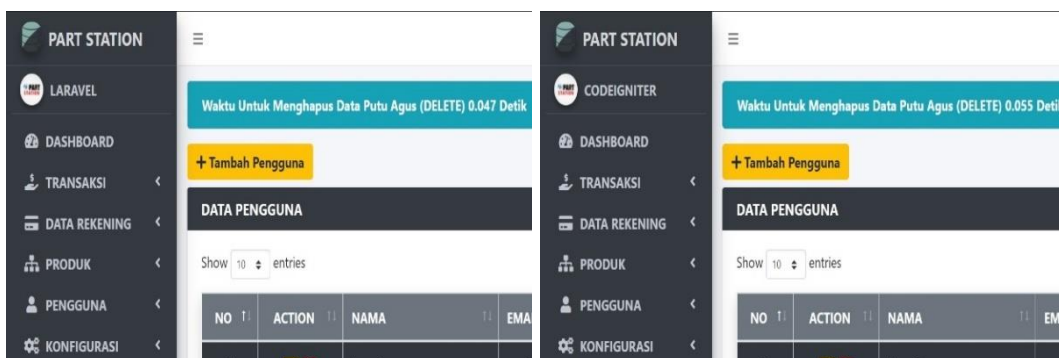 PART STATION
LARAVEL
DASHBOARD
TRANSAKSI
DATA REKENING
PRODUK
PENGGUNA
KONFIGURASI
Waktu Untuk Menghapus Data Putu Agus (DELETE) 0.047 Detik
+ Tambah Pengguna
DATA PENGGUNA
Show 10 entries
NO ACTION NAMA EMA
PART STATION
CODEIGNITER
DASHBOARD
TRANSAKSI
DATA REKENING
PRODUK
PENGGUNA
KONFIGURASI
Waktu Untuk Menghapus Data Putu Agus (DELETE) 0.055 Deti
+ Tambah Pengguna
DATA PENGGUNA
Show 10 entries
NO ACTION NAMA EM